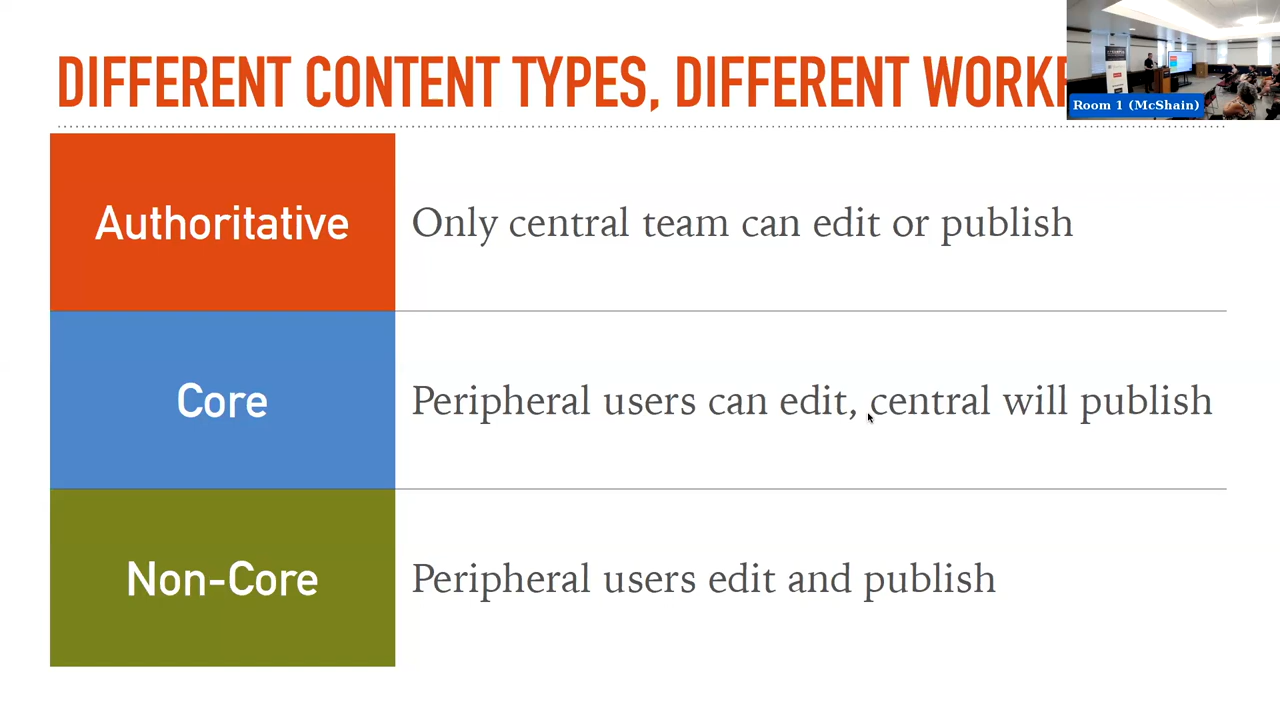 DIFFERENT CONTENT TYPES, DIFFERENT
Room 1 (McShain)
Authoritative
Only central team can edit or publish
Core
Peripheral users can edit, central will publish
Non-Core
Peripheral users edit and publish